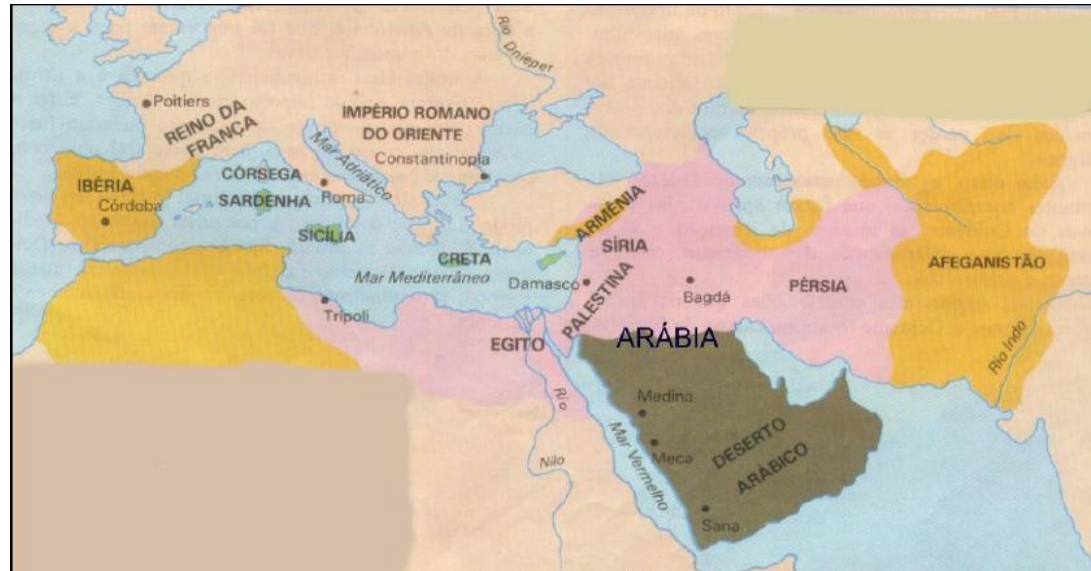 Rio Dnieper
Poitiers
REINO DA
FRANÇA
IMPÉRIO ROMANO
DO ORIENTE
Constantinopla
Mar Adriático
IBÉRIA
Córdoba
CÓRSEGA
SARDENHA
Roma
SICÍLIA
CRETA
Mar Mediterrâneo
Trípoli
ARMÊNIA
SÍRIA
Damasco
PALESTINA
Bagdá
PÉRSIA
AFEGANISTÃO
Rio Indo
EGITO
Rio
Nilo
Mar Vermelho
ARÁBIA
Medina
Meca
DESERTO
ARÁBICO
Sana